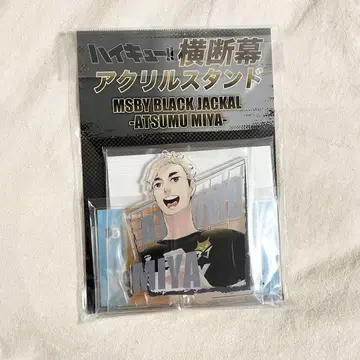 ハイキュー!! 横断幕
アクリルスタンド
MSBY BLACK JACKAL
-ATSUMU MIYA-
ATSUMU
MIYA